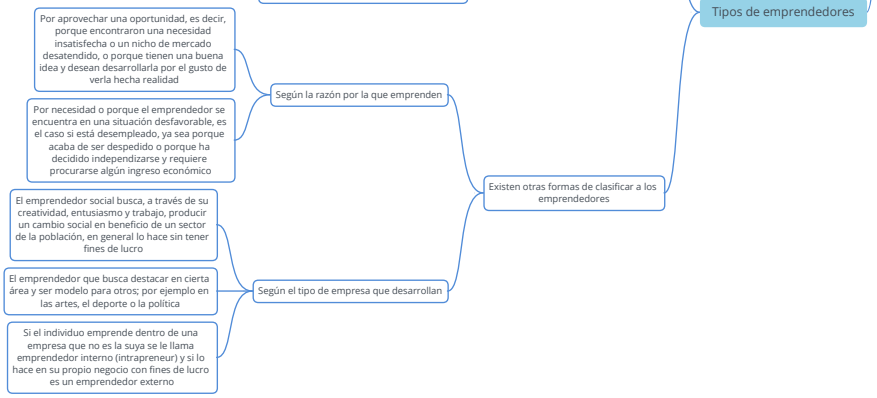 Tipos de emprendedores
Por aprovechar una oportunidad, es decir,
porque encontraron una necesidad
insatisfecha o un nicho de mercado
desatendido, o porque tienen una buena
idea y desean desarrollarla por el gusto de
verla hecha realidad
Según la razón por la que emprenden
Por necesidad o porque el emprendedor se
encuentra en una situación desfavorable, es
el caso si está desempleado, ya sea porque
acaba de ser despedido o porque ha
decidido independizarse y requiere
procurarse algún ingreso económico
Existen otras formas de clasificar a los
emprendedores
El emprendedor social busca, a través de su
creatividad, entusiasmo y trabajo, producir
un cambio social en beneficio de un sector
de la población, en general lo hace sin tener
fines de lucro
El emprendedor que busca destacar en cierta
área y ser modelo para otros; por ejemplo en
las artes, el deporte o la política
Según el tipo de empresa que desarrollan
Si el individuo emprende dentro de una
empresa que no es la suya se le llama
emprendedor interno (intrapreneur) y si lo
hace en su propio negocio con fines de lucro
es un emprendedor externo